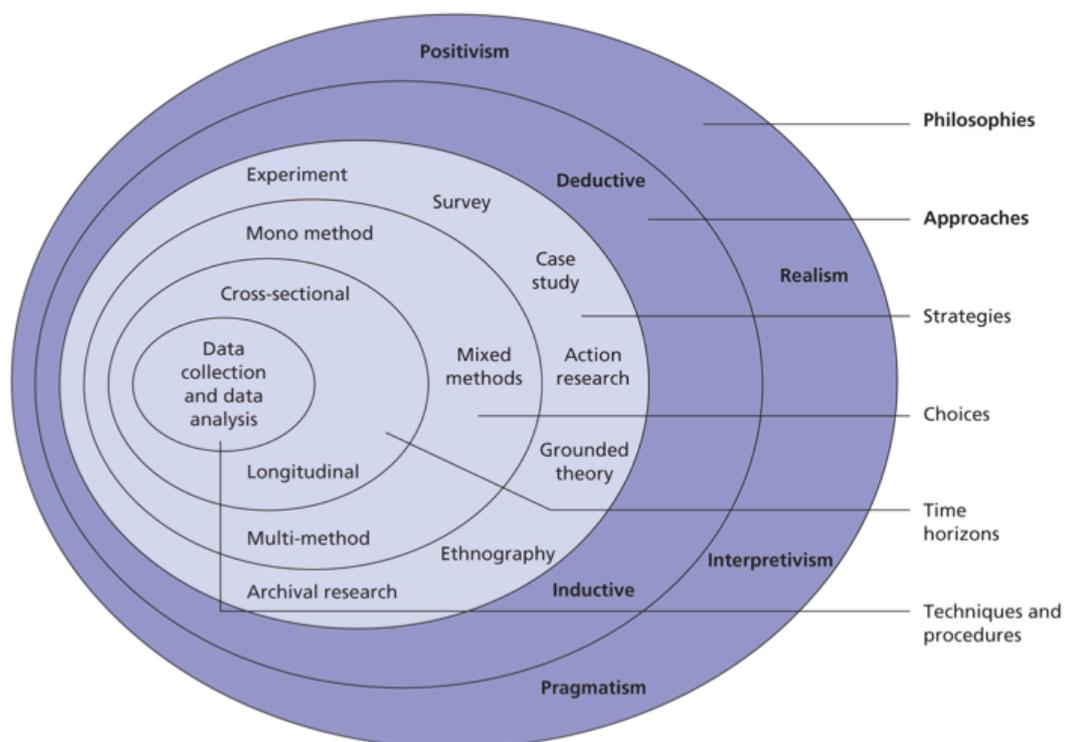 Positivism
Philosophies
Experiment
Deductive
Survey
Approaches
Mono method
Case
study
Realism
Cross-sectional
Strategies
Data
collection
and data
analysis
Mixed
methods
Action
research
Choices
Grounded
theory
Longitudinal
Time
horizons
Multi-method
Ethnography
Interpretivism
Archival research
Inductive
Techniques and
procedures
Pragmatism